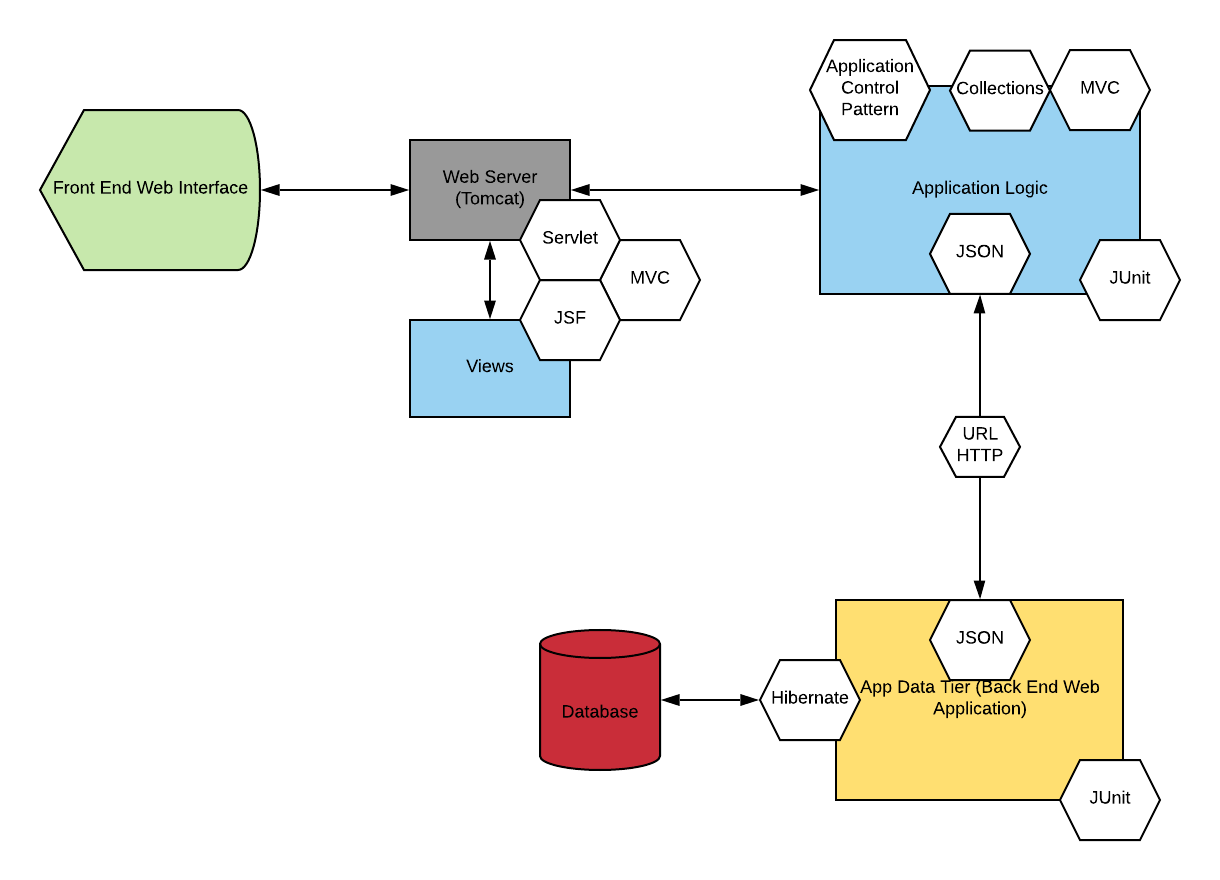 Application
Control
Pattern
Collections
MVC
Front End Web Interface
Web Server
(Tomcat)
Application Logic
Servlet
JSON
MVC
JUnit
JSF
Views
URL
HTTP
JSON
App Data Tier (Back End Web
Application)
Hibernate
Database
JUnit